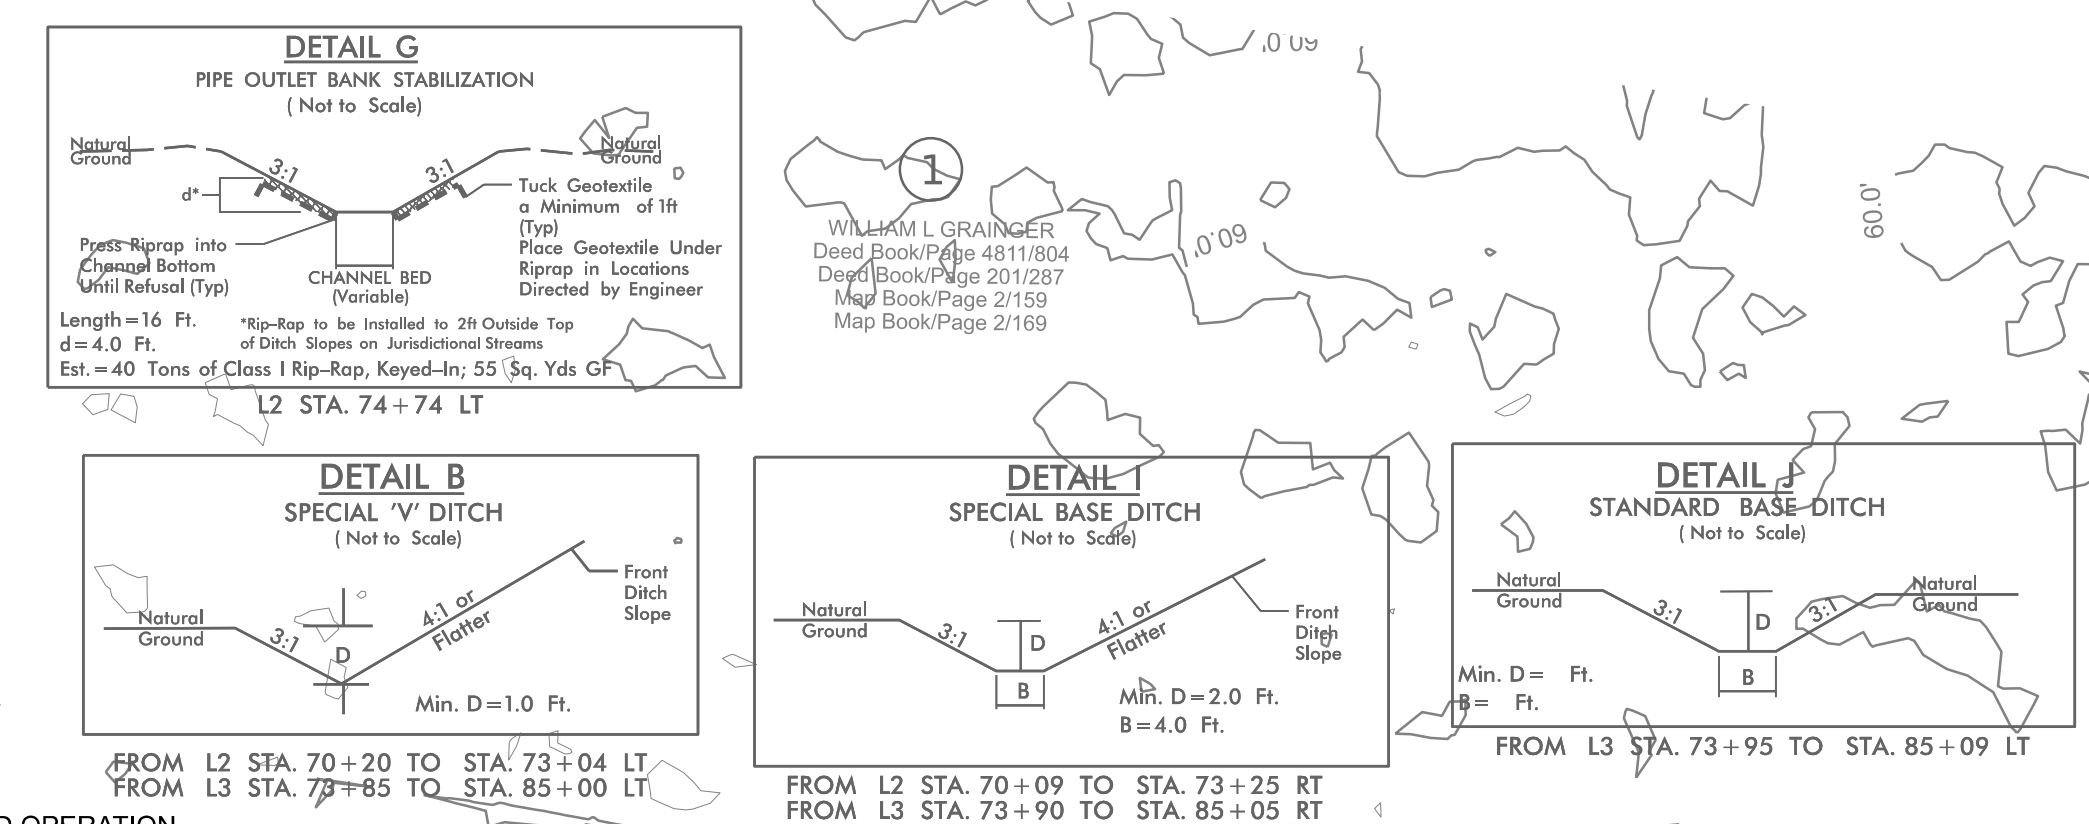 DETAIL G
PIPE OUTLET BANK STABILIZATION
( Not to Scale)
Natural
Ground
3:1
3:1
Natural
Ground
d*
Tuck Geotextile
a Minimum of 1ft
(Typ)
Place Geotextile Under
Riprap in Locations
Directed by Engineer
Press Riprap into
Channel Bottom
Until Refusal (Typ)
CHANNEL BED
(Variable)
Length=16 Ft.
d=4.0 Ft.
*Rip-Rap to be Installed to 2ft Outside Top
of Ditch Slopes on Jurisdictional Streams
Est.=40 Tons of Class I Rip-Rap, Keyed-In; 55 Sq. Yds GF
L2 STA. 74+74 LT
1
WILLIAM L GRAINGER
Deed Book/Page 4811/804
Deed Book/Page 201/287
Map Book/Page 2/159
Map Book/Page 2/169
60.0'
60.0'
60.0'
DETAIL B
SPECIAL 'V' DITCH
( Not to Scale)
Natural
Ground
3:1
D
4:1 or
Flatter
Front
Ditch
Slope
Min. D=1.0 Ft.
FROM L2 STA. 70+20 TO STA. 73+04 LT
FROM L3 STA. 73+85 TO STA. 85+00 LT
DETAIL I
SPECIAL BASE DITCH
( Not to Scale)
Natural
Ground
3:1
D
B
4:1 or
Flatter
Front
Ditch
Slope
Min. D=2.0 Ft.
B=4.0 Ft.
FROM L2 STA. 70+09 TO STA. 73+25 RT
FROM L3 STA. 73+90 TO STA. 85+05 RT
DETAIL J
STANDARD BASE DITCH
( Not to Scale)
Natural
Ground
3:1
D
B
3:1
Natural
Ground
Min. D= Ft.
B= Ft.
FROM L3 STA. 73+95 TO STA. 85+09 LT
OPERATION